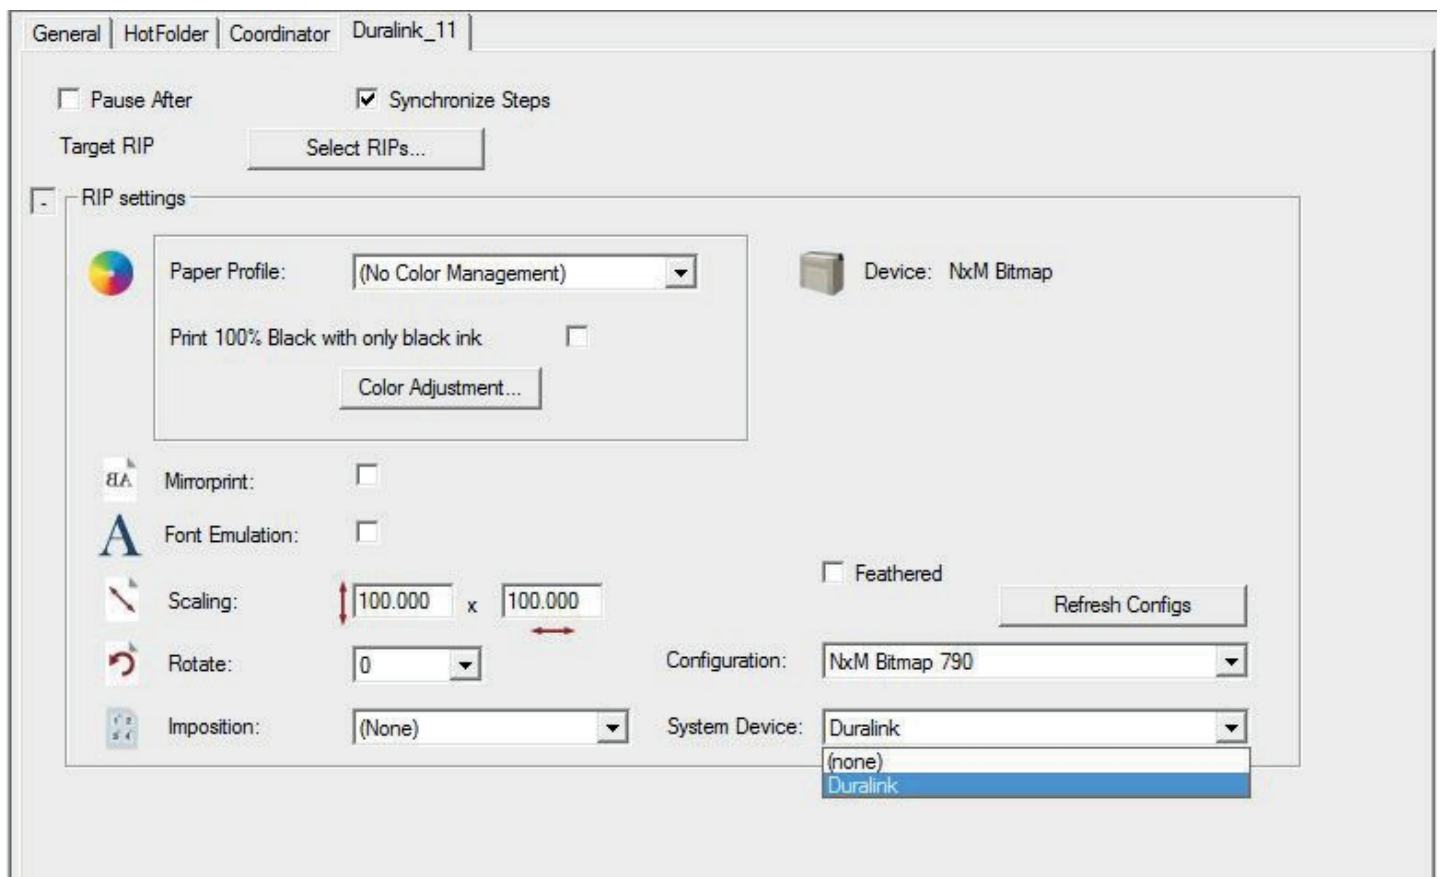 General HotFolder Coordinator Duralink_11
Pause After Synchronize Steps
Target RIP Select RIPs...
- RIP settings
Paper Profile: (No Color Management) Device: NxM Bitmap
Print 100% Black with only black ink
Color Adjustment...
AB Mirrorprint:
A Font Emulation:
Feathered
Scaling: 100.000 x 100.000 Refresh Configs
Rotate: 0 Configuration: NxM Bitmap 790
Imposition: (None) System Device: Duralink
(none)
Duralink